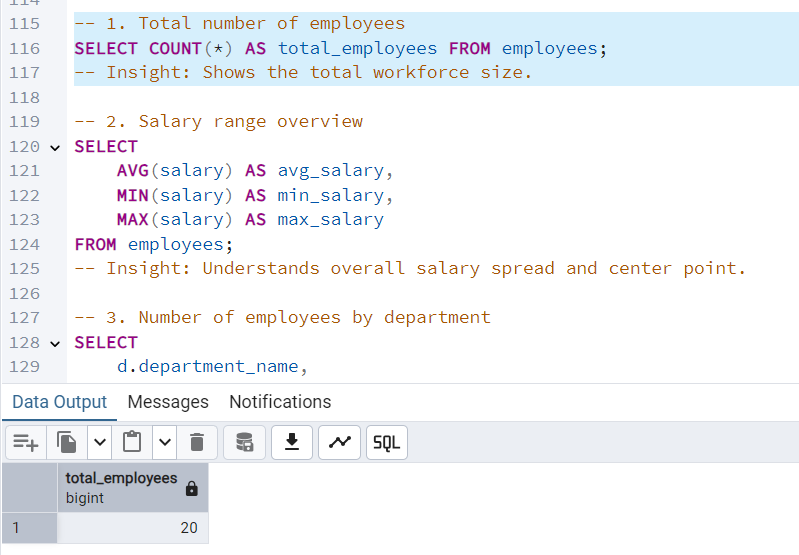 115 -- 1. Total number of employees
116 SELECT COUNT(*) AS total_employees FROM employees;
117 -- Insight: Shows the total workforce size.
118
119 -- 2. Salary range overview
120 SELECT
121 AVG(salary) AS avg_salary,
122 MIN(salary) AS min_salary,
123 MAX(salary) AS max_salary
124 FROM employees;
125 -- Insight: Understands overall salary spread and center point.
126
127 -- 3. Number of employees by department
128 SELECT
129 d.department_name,
Data Output Messages Notifications
SQL
total_employees
bigint
1 20